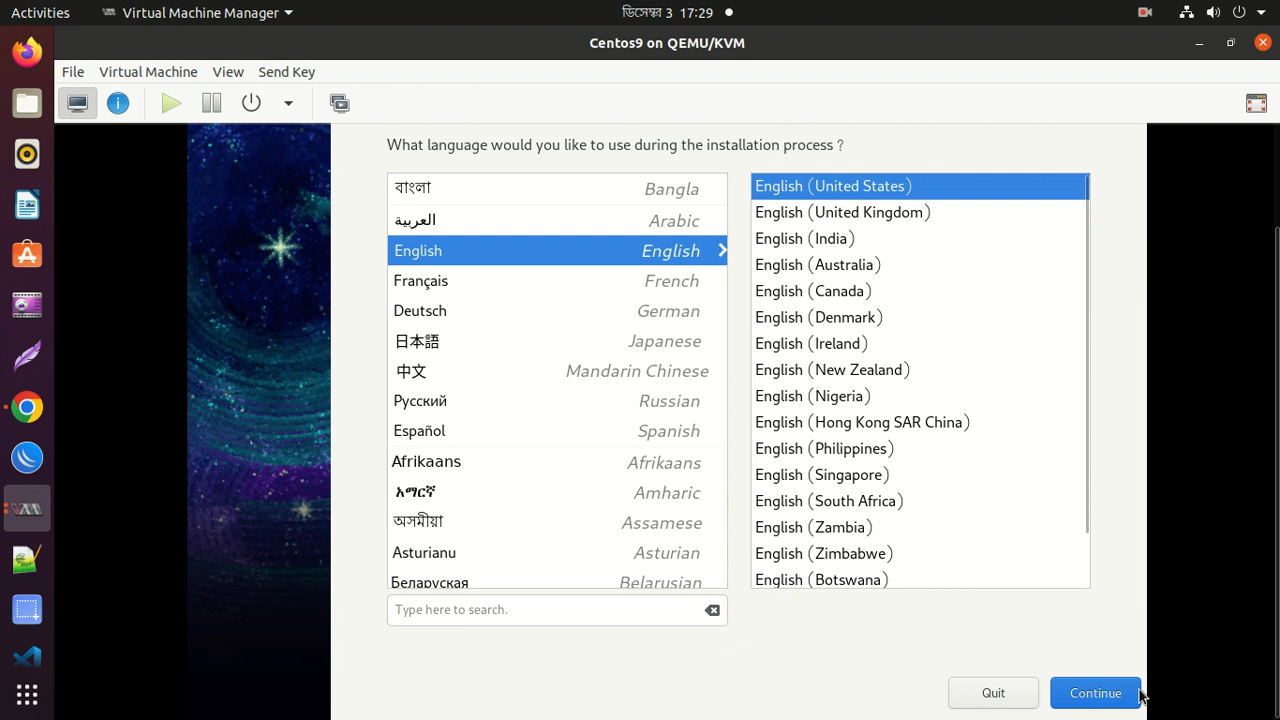 Activities Virtual Machine Manager ডিসেম্বর 3 17:29
Centos9 on QEMU/KVM
File Virtual Machine View Send Key
What language would you like to use during the installation process ?
বাংলা Bangla
العربية Arabic
English English
Français French
Deutsch German
日本語 Japanese
中文 Mandarin Chinese
Русский Russian
Español Spanish
Afrikaans Afrikaans
አማርኛ Amharic
অসমীয়া Assamese
Asturianu Asturian
Беларуская Belarusian
English (United States)
English (United Kingdom)
English (India)
English (Australia)
English (Canada)
English (Denmark)
English (Ireland)
English (New Zealand)
English (Nigeria)
English (Hong Kong SAR China)
English (Philippines)
English (Singapore)
English (South Africa)
English (Zambia)
English (Zimbabwe)
English (Botswana)
Type here to search.
Quit Continue